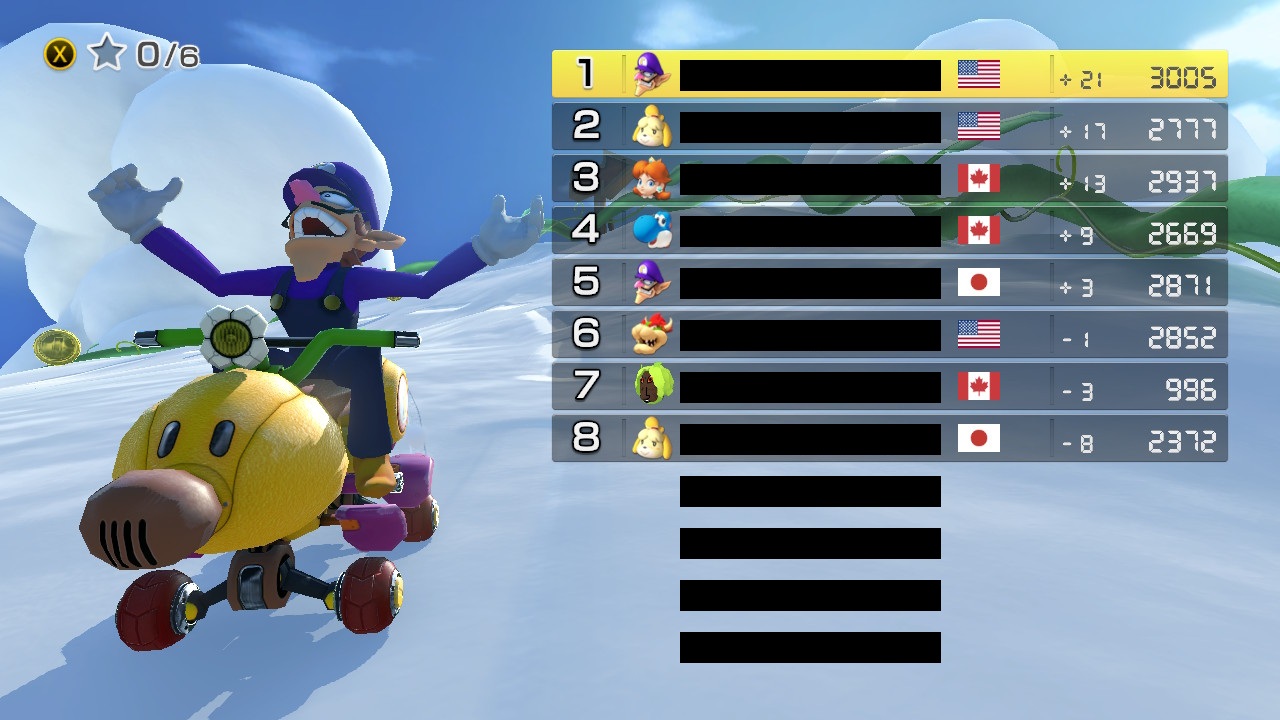 X 0/6
1 + 21 3005
2 + 17 2777
3 + 13 2937
4 + 9 2669
5 + 3 2871
6 - 1 2852
7 - 3 996
8 - 8 2372